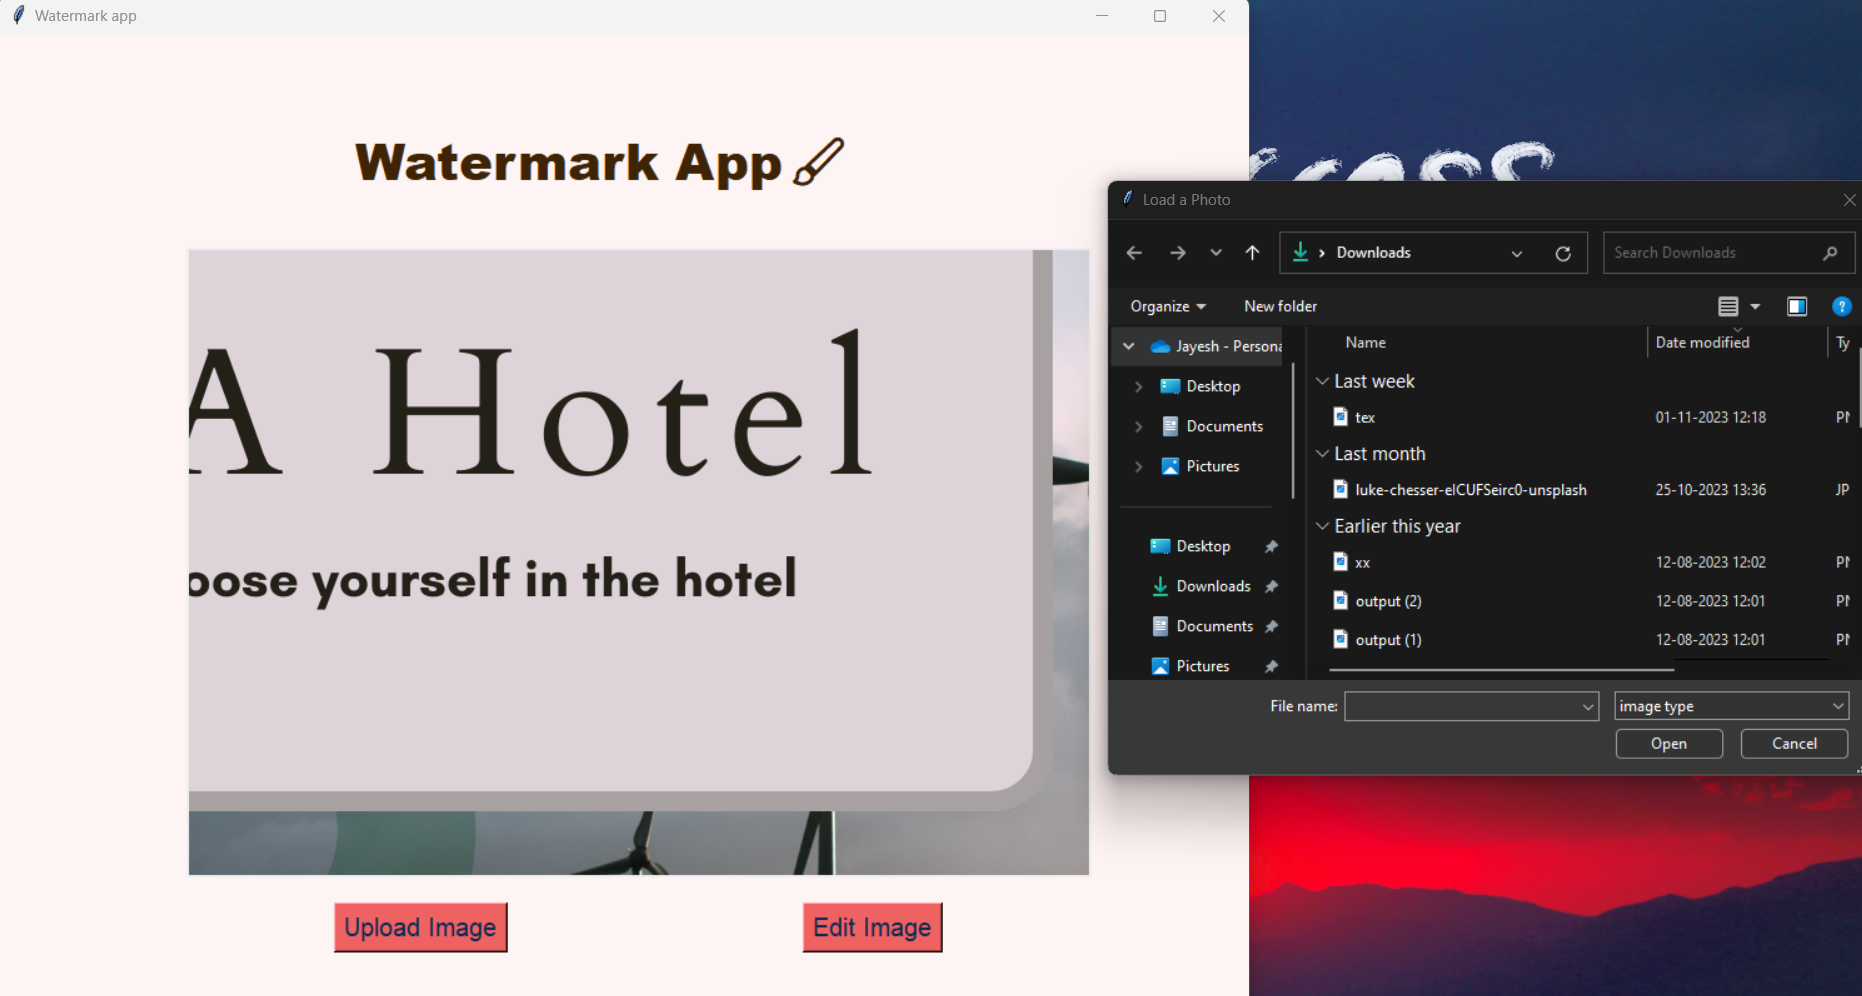 Watermark app
Watermark App
A Hotel
oose yourself in the hotel
Upload Image
Edit Image
Load a Photo
Downloads
Search Downloads
Organize
New folder
Jayesh - Persona
Desktop
Documents
Pictures
Desktop
Downloads
Documents
Pictures
Name Date modified Ty
Last week
tex 01-11-2023 12:18 PN
Last month
luke-chesser-elCUFSeirc0-unsplash 25-10-2023 13:36 JP
Earlier this year
xx 12-08-2023 12:02 PN
output (2) 12-08-2023 12:01 PN
output (1) 12-08-2023 12:01 PN
File name:
image type
Open
Cancel